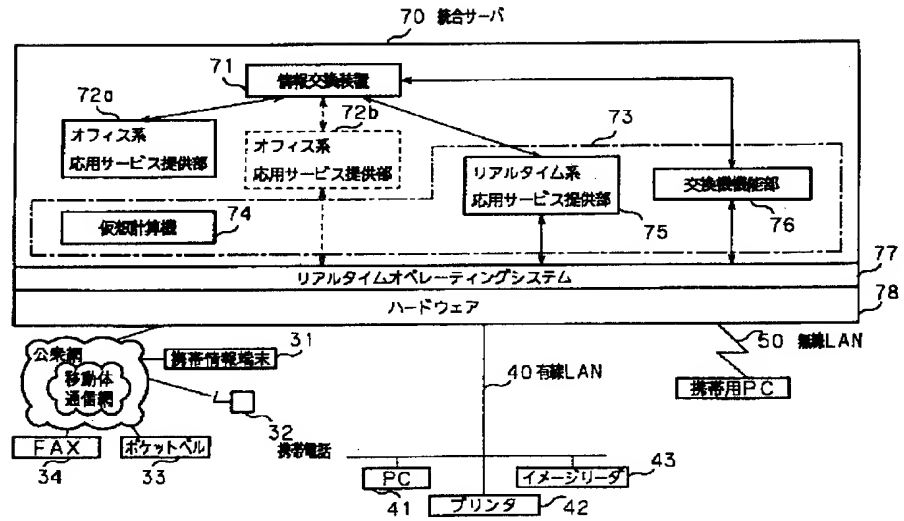 70 統合サーバ
71
情報交換装置
72a
72b
73
オフィス系
応用サービス提供部
オフィス系
応用サービス提供部
リアルタイム系
応用サービス提供部
交換機機能部
74
仮想計算機
75
76
77
リアルタイムオペレーティングシステム
78
ハードウェア
公衆網
移動体
通信網
31
携帯情報端末
32
携帯電話
FAX
34
ポケットベル
33
40 有線LAN
50 無線LAN
携帯用PC
PC
41
プリンタ
42
イメージリーダ
43